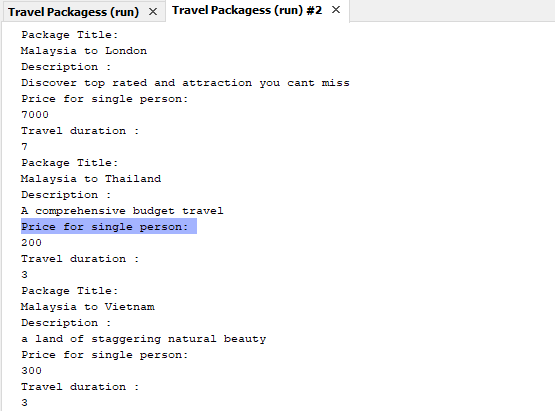 Travel Packagess (run) × Travel Packagess (run) #2 ×
Package Title:
Malaysia to London
Description :
Discover top rated and attraction you cant miss
Price for single person:
7000
Travel duration :
7
Package Title:
Malaysia to Thailand
Description :
A comprehensive budget travel
Price for single person:
200
Travel duration :
3
Package Title:
Malaysia to Vietnam
Description :
a land of staggering natural beauty
Price for single person:
300
Travel duration :
3